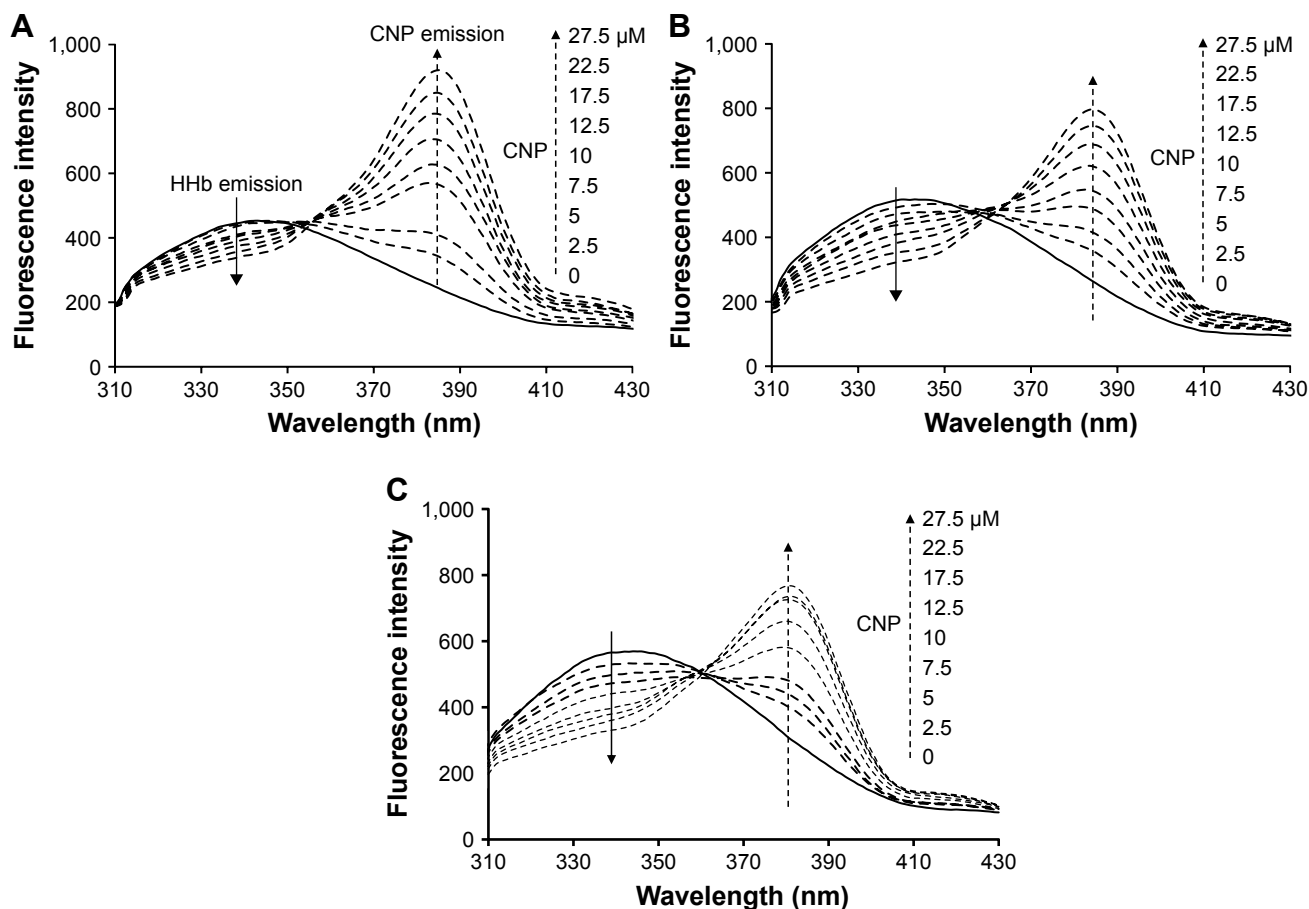 A
1,000
800
600
400
200
0
Fluorescence intensity
HHb emission
CNP emission
CNP
27.5 µM
22.5
17.5
12.5
10
7.5
5
2.5
0
310 330 350 370 390 410 430
Wavelength (nm)
B
1,000
800
600
400
200
0
Fluorescence intensity
CNP
27.5 µM
22.5
17.5
12.5
10
7.5
5
2.5
0
310 330 350 370 390 410 430
Wavelength (nm)
C
1,000
800
600
400
200
0
Fluorescence intensity
CNP
27.5 µM
22.5
17.5
12.5
10
7.5
5
2.5
0
310 330 350 370 390 410 430
Wavelength (nm)